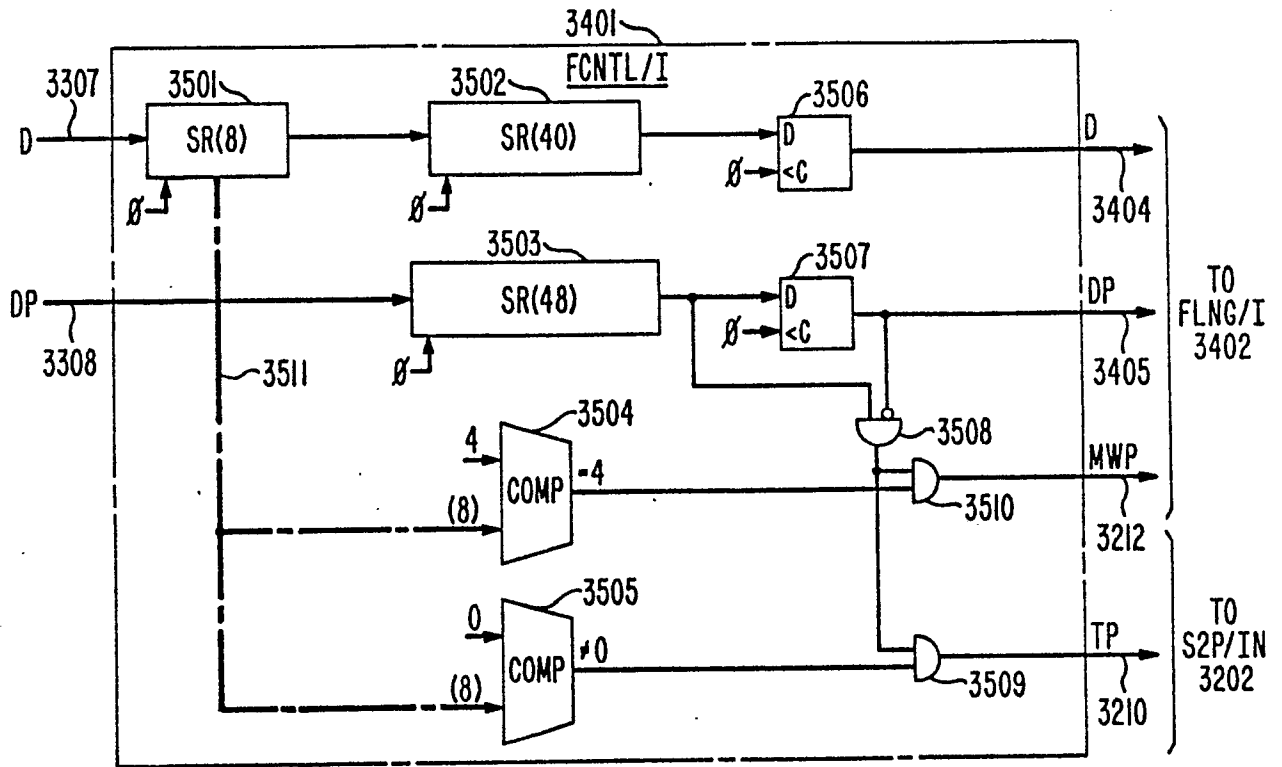 3401
FCNTL/I
3307
D
3501
SR(8)
Ø
3502
SR(40)
Ø
3506
D
<C
Ø
D
3404
3503
SR(48)
Ø
DP
3308
3511
3507
D
<C
Ø
DP
3405
TO
FLNG/I
3402
3504
4
COMP
=4
(8)
3508
3510
MWP
3212
3505
0
COMP
≠0
(8)
3509
TP
3210
TO
S2P/IN
3202